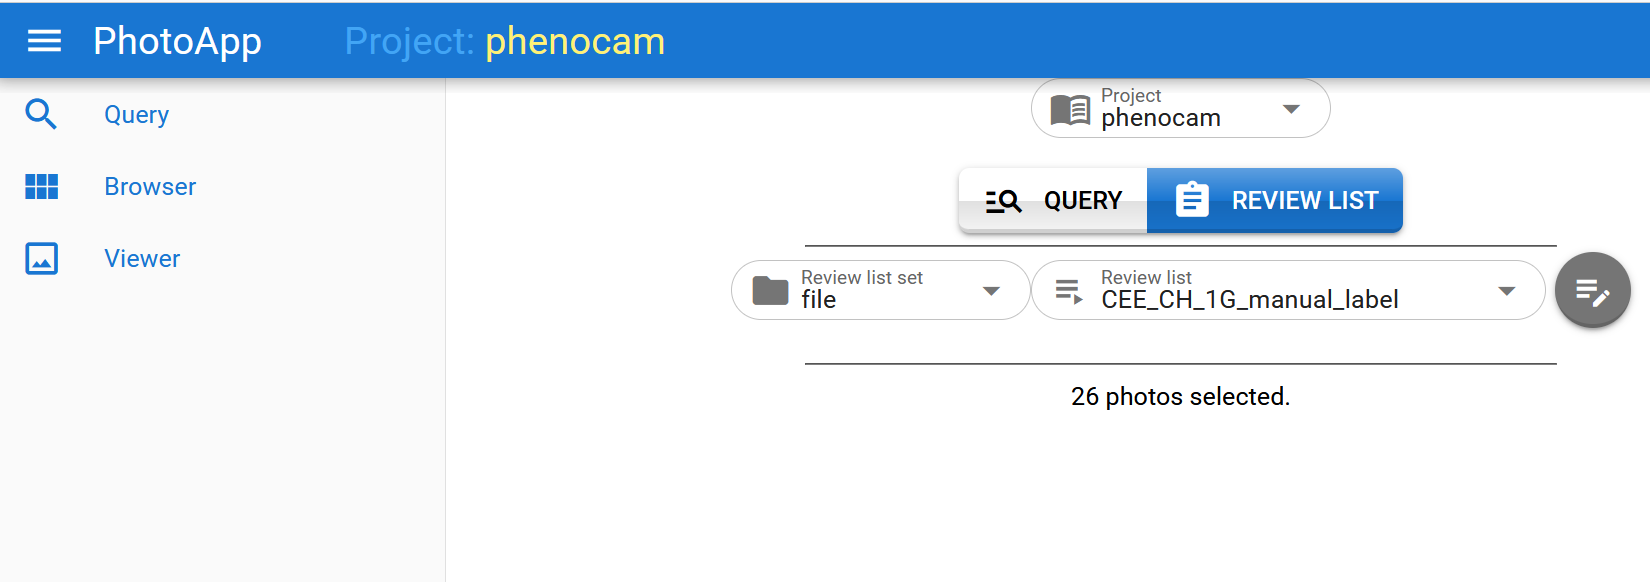 PhotoApp Project: phenocam
Query
Browser
Viewer
Project
phenocam
QUERY REVIEW LIST
Review list set
file
Review list
CEE_CH_1G_manual_label
26 photos selected.